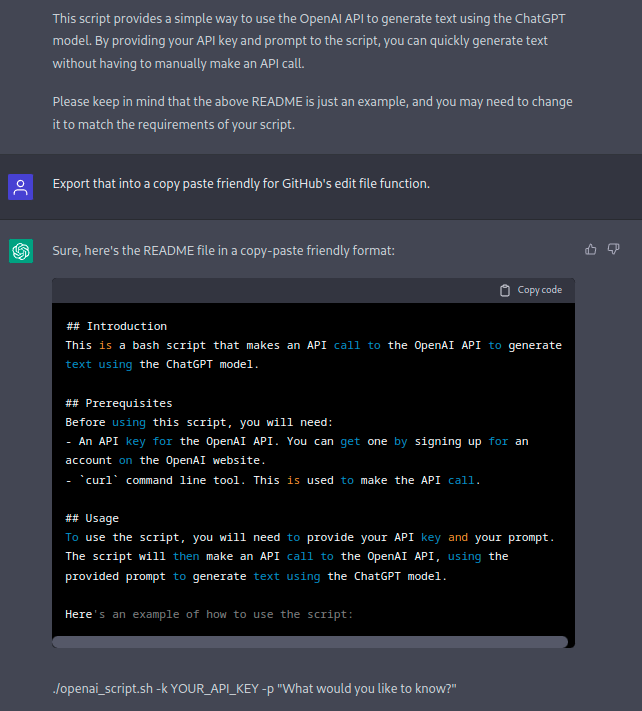 This script provides a simple way to use the OpenAI API to generate text using the ChatGPT
model. By providing your API key and prompt to the script, you can quickly generate text
without having to manually make an API call.
Please keep in mind that the above README is just an example, and you may need to change
it to match the requirements of your script.
Export that into a copy paste friendly for GitHub's edit file function.
Sure, here's the README file in a copy-paste friendly format:
Copy code
## Introduction
This is a bash script that makes an API call to the OpenAI API to generate
text using the ChatGPT model.
## Prerequisites
Before using this script, you will need:
- An API key for the OpenAI API. You can get one by signing up for an
account on the OpenAI website.
- `curl` command line tool. This is used to make the API call.
## Usage
To use the script, you will need to provide your API key and your prompt.
The script will then make an API call to the OpenAI API, using the
provided prompt to generate text using the ChatGPT model.
Here's an example of how to use the script:
./openai_script.sh -k YOUR_API_KEY -p "What would you like to know?"